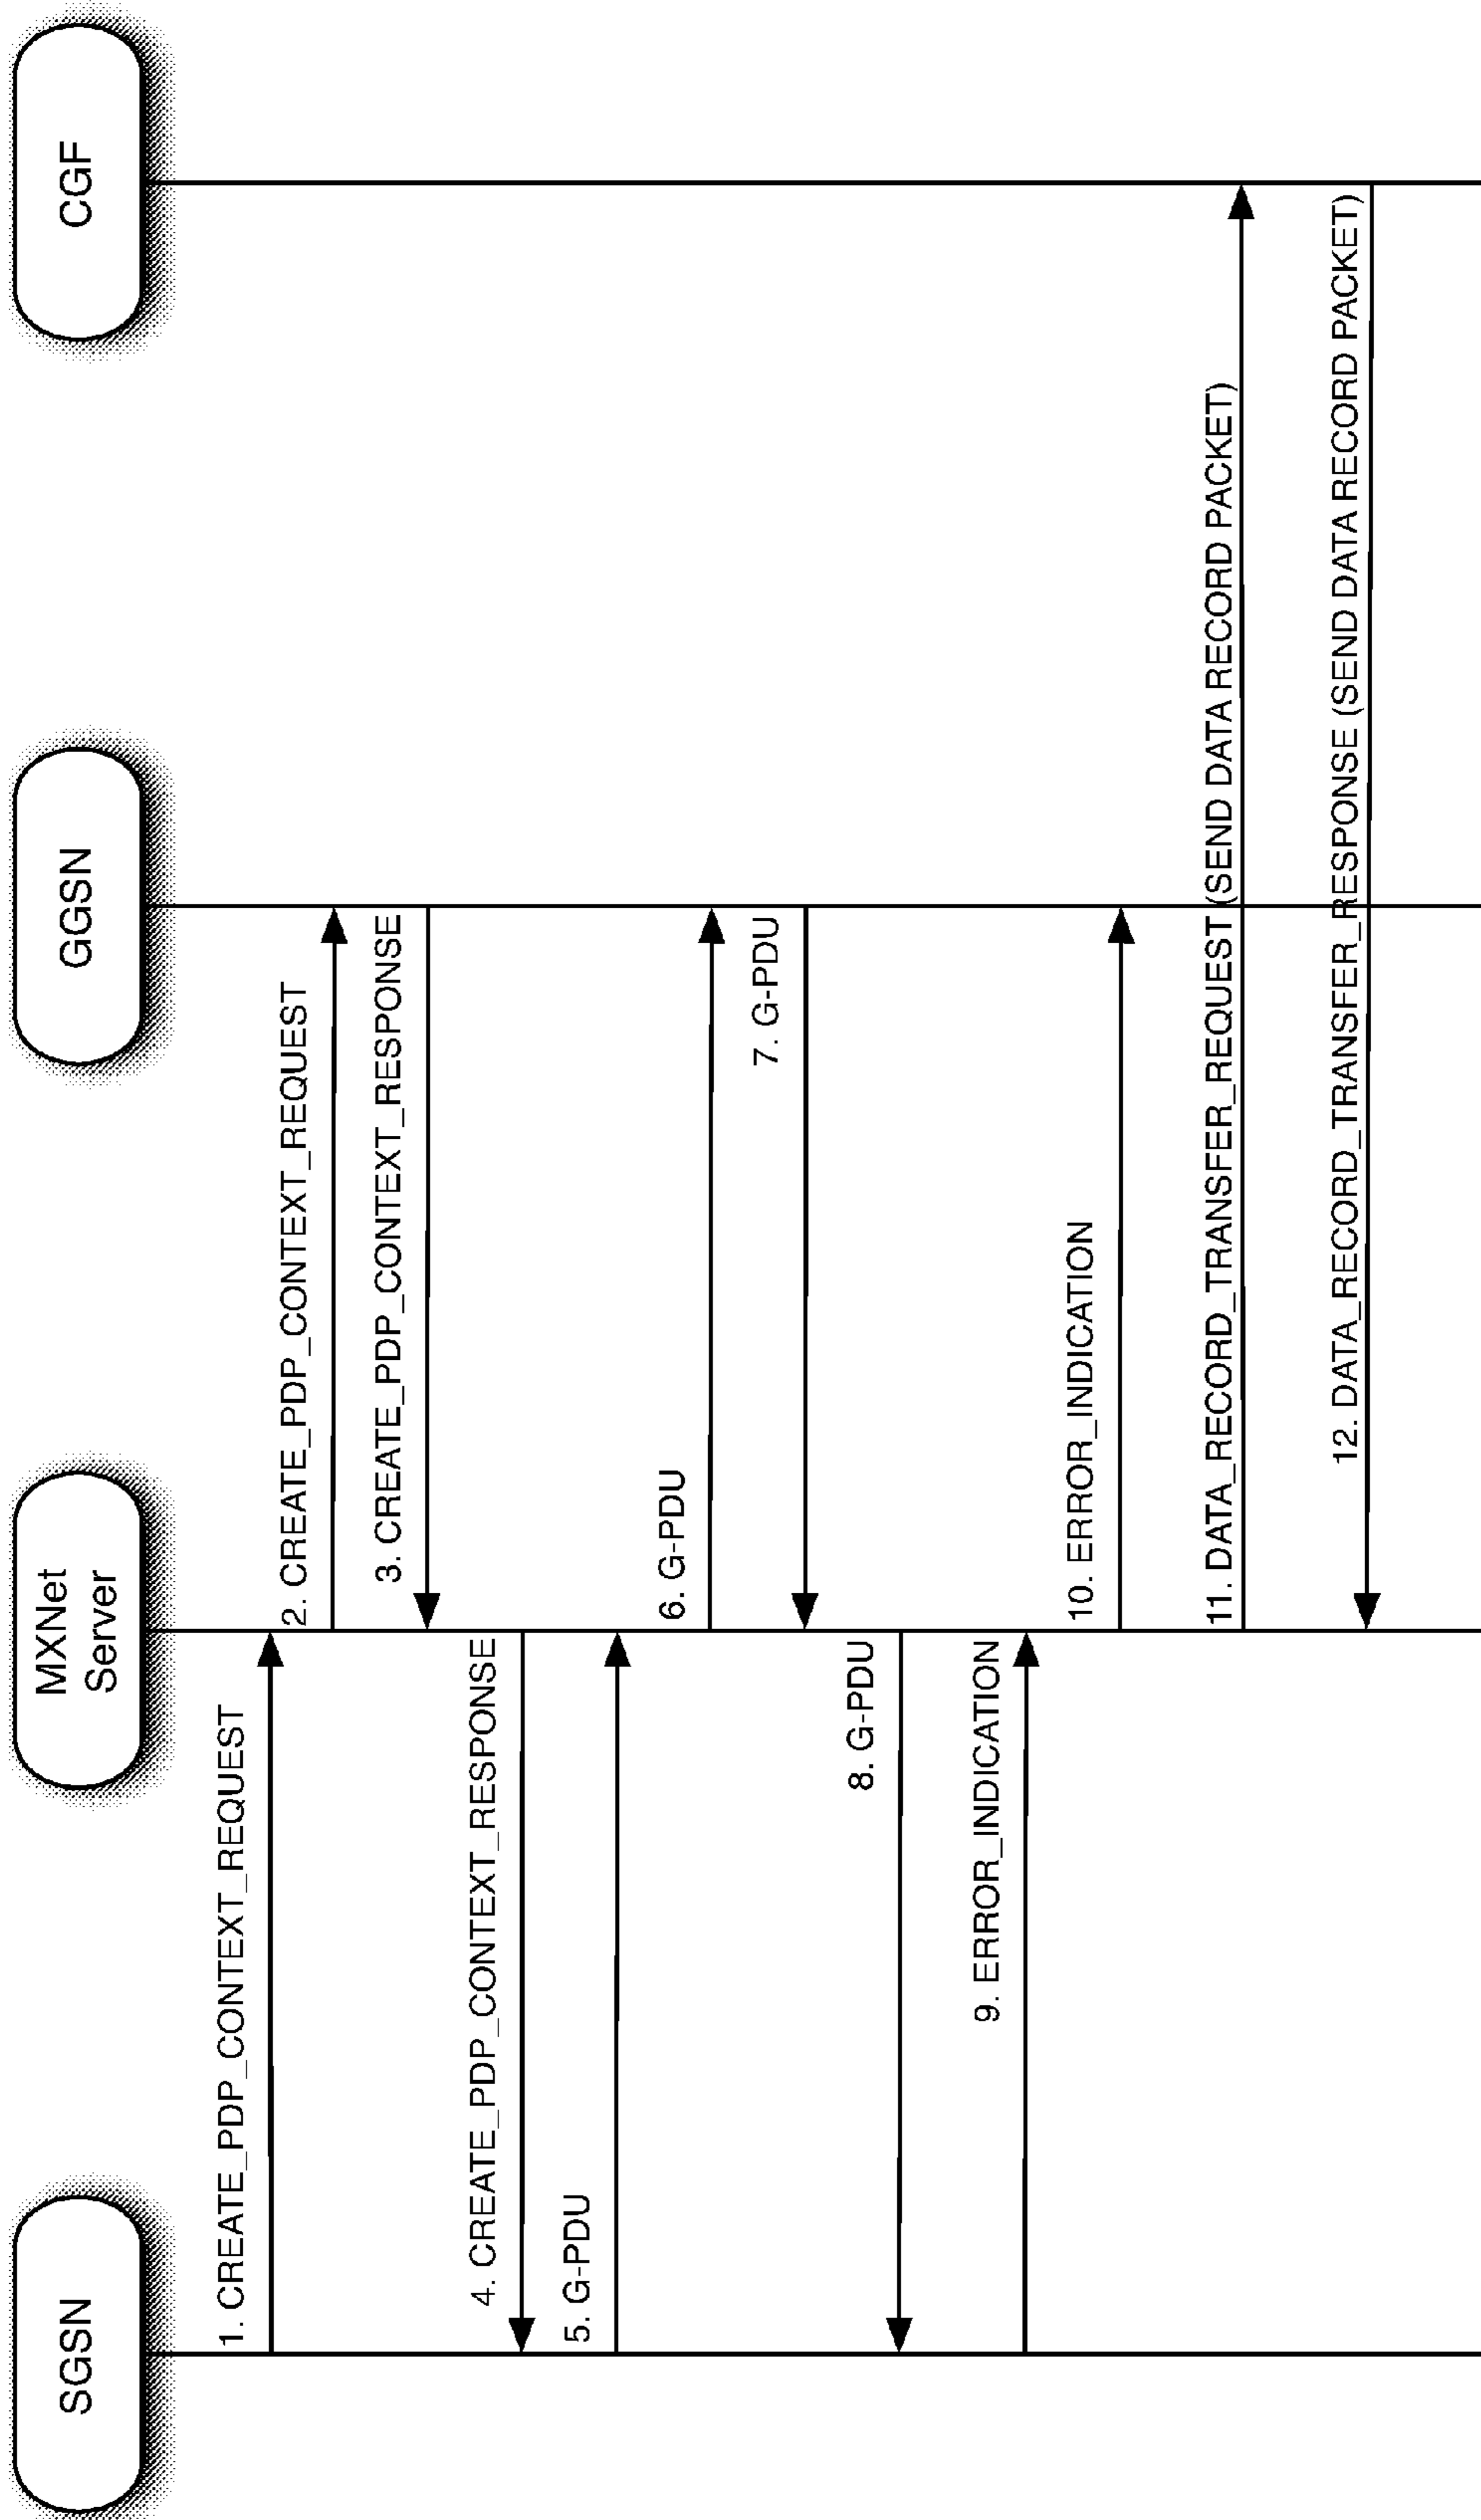 SGSN
MXNet
Server
GGSN
CGF
1. CREATE_PDP_CONTEXT_REQUEST
2. CREATE_PDP_CONTEXT_REQUEST
3. CREATE_PDP_CONTEXT_RESPONSE
4. CREATE_PDP_CONTEXT_RESPONSE
5. G-PDU
6. G-PDU
7. G-PDU
8. G-PDU
9. ERROR_INDICATION
10. ERROR_INDICATION
11. DATA_RECORD_TRANSFER_REQUEST (SEND DATA RECORD PACKET)
12. DATA_RECORD_TRANSFER_RESPONSE (SEND DATA RECORD PACKET)